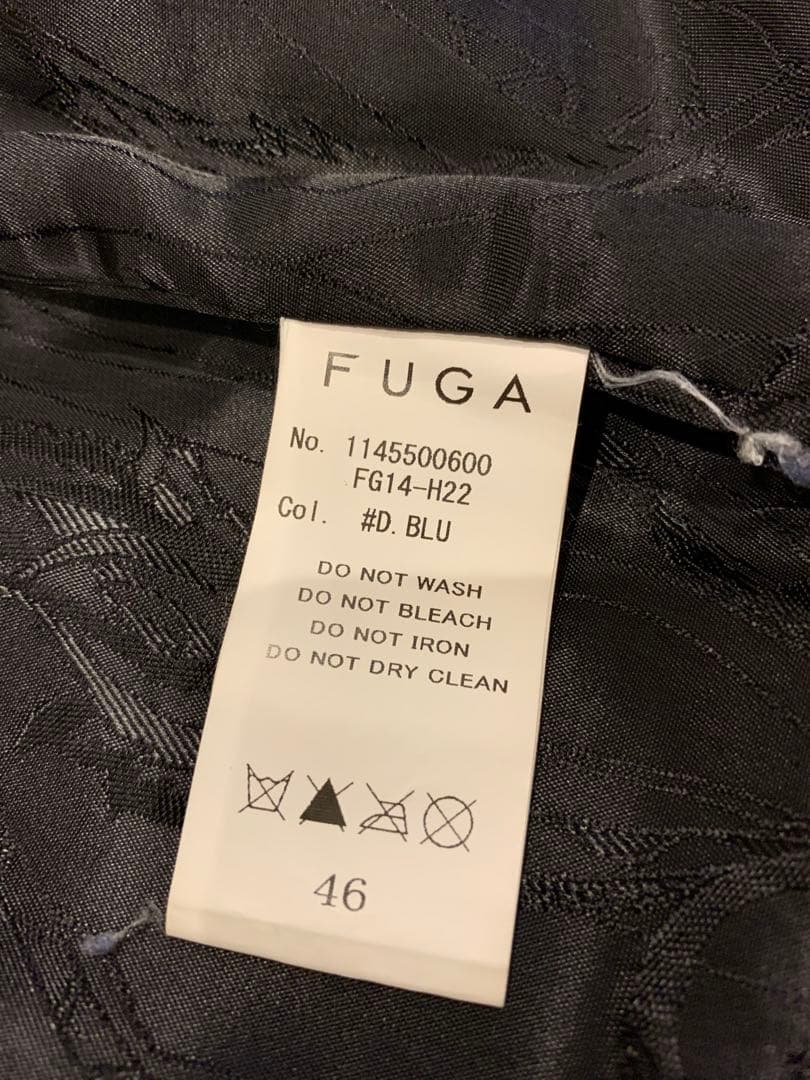 FUGA
No. 1145500600
FG14-H22
Col. #D.BLU
DO NOT WASH
DO NOT BLEACH
DO NOT IRON
DO NOT DRY CLEAN
46